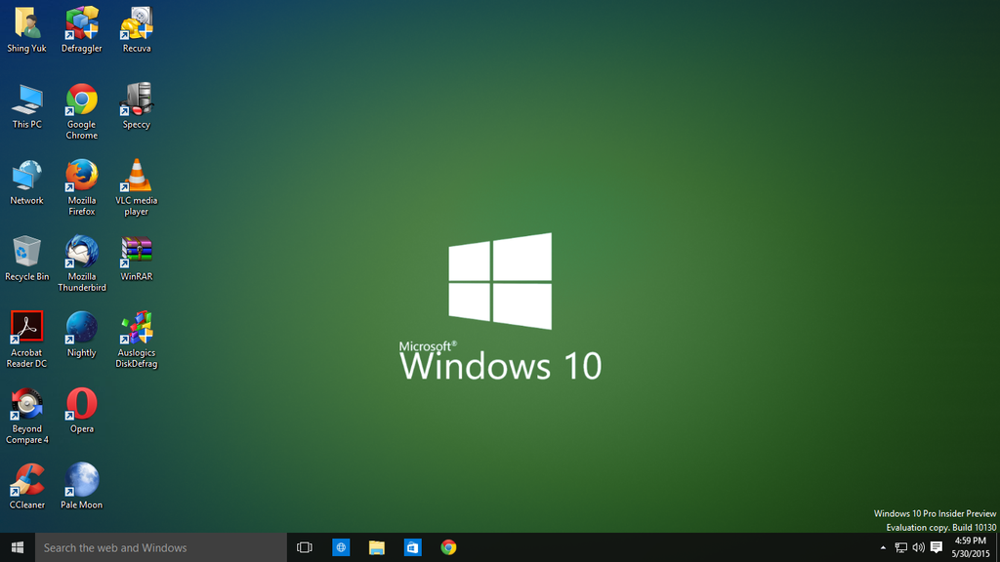 Shing Yuk
Defraggler
Recuva
This PC
Google
Chrome
Speccy
Network
Mozilla
Firefox
VLC media
player
Recycle Bin
Mozilla
Thunderbird
WinRAR
Acrobat
Reader DC
Nightly
Auslogics
DiskDefrag
Beyond
Compare 4
Opera
CCleaner
Pale Moon
Microsoft®
Windows 10
Windows 10 Pro Insider Preview
Evaluation copy. Build 10130
Search the web and Windows
4:59 PM
5/30/2015